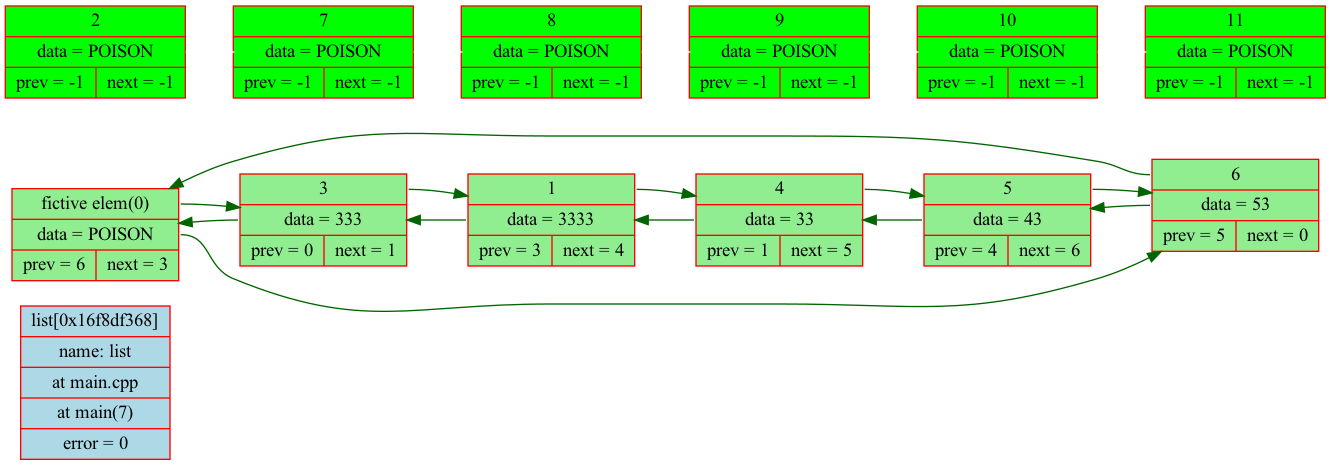 2
data = POISON
prev = -1 next = -1
7
data = POISON
prev = -1 next = -1
8
data = POISON
prev = -1 next = -1
9
data = POISON
prev = -1 next = -1
10
data = POISON
prev = -1 next = -1
11
data = POISON
prev = -1 next = -1
fictive elem(0)
data = POISON
prev = 6 next = 3
3
data = 333
prev = 0 next = 1
1
data = 3333
prev = 3 next = 4
4
data = 33
prev = 1 next = 5
5
data = 43
prev = 4 next = 6
6
data = 53
prev = 5 next = 0
list[0x16f8df368]
name: list
at main.cpp
at main(7)
error = 0